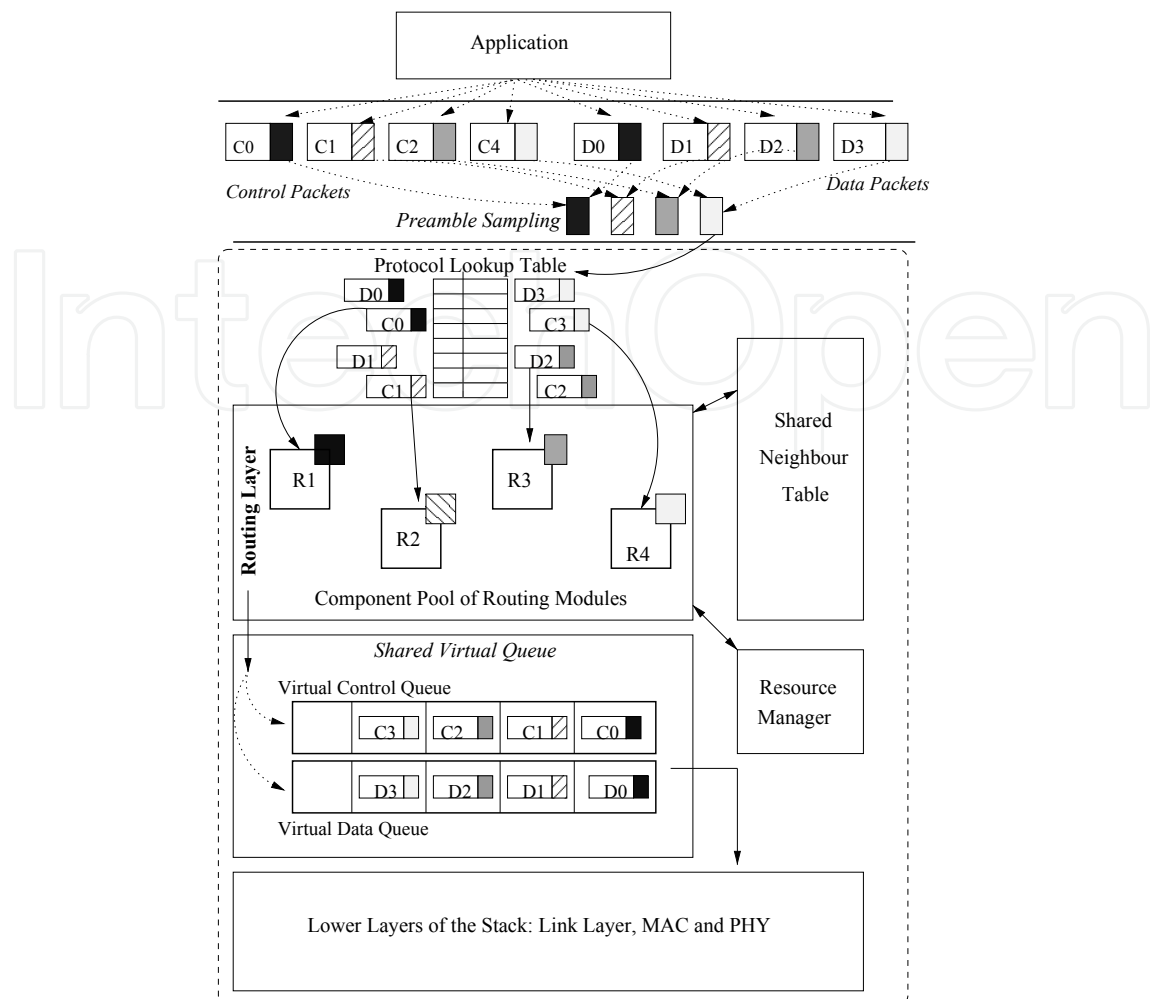 Application
C0 C1 C2 C4 D0 D1 D2 D3
Control Packets
Data Packets
Preamble Sampling
Protocol Lookup Table
D0 D3
C0 C3
D1 D2
C1 C2
IntechOpen
Shared
Neighbour
Table
Routing Layer
R1
R3
R2
R4
Component Pool of Routing Modules
Shared Virtual Queue
Virtual Control Queue
C3 C2 C1 C0
D3 D2 D1 D0
Virtual Data Queue
Resource
Manager
Lower Layers of the Stack: Link Layer, MAC and PHY